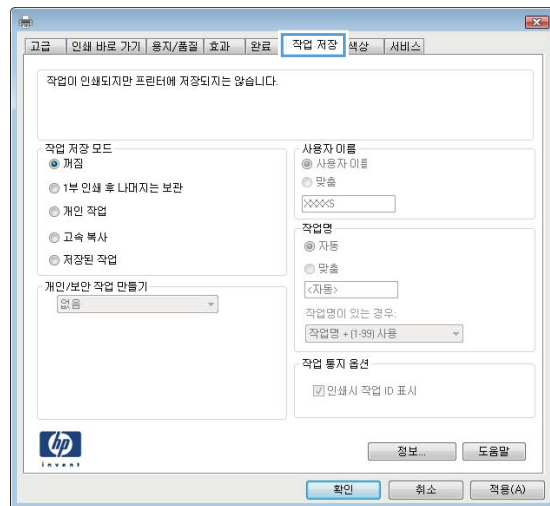 고급 인쇄 바로 가기 용지/품질 효과 완료 작업 저장 색상 서비스
작업이 인쇄되지만 프린터에 저장되지는 않습니다.
작업 저장 모드
꺼짐
1부 인쇄 후 나머지는 보관
개인 작업
고속 복사
저장된 작업
개인/보안 작업 만들기
없음
사용자 이름
사용자 이름
맞춤
XXXXS
작업명
자동
맞춤
<자동>
작업명이 있는 경우:
작업명 + (1-99) 사용
작업 통지 옵션
인쇄시 작업 ID 표시
hp
invent
정보... 도움말
확인 취소 적용(A)